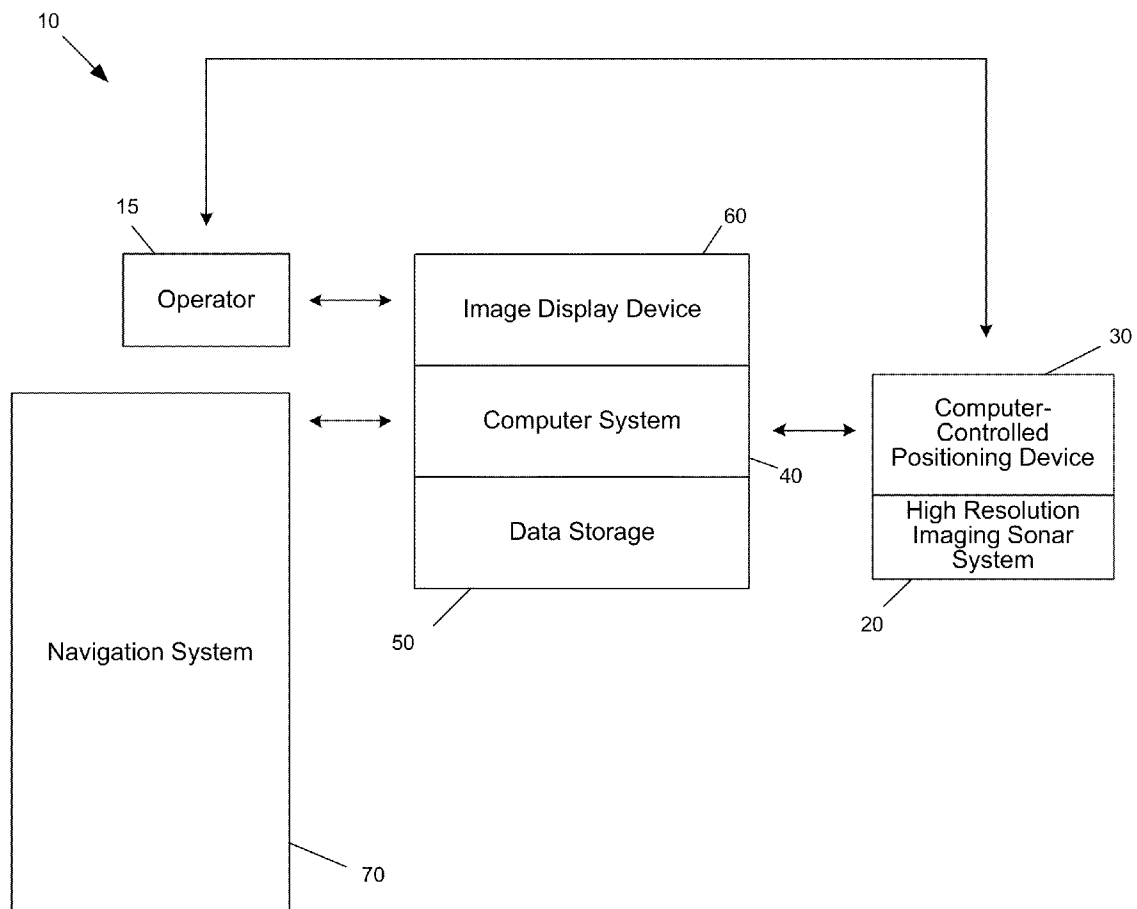 10
15
60
Operator
Image Display Device
30
Computer-
Controlled
Positioning Device
Computer System
40
High Resolution
Imaging Sonar
System
Data Storage
20
50
Navigation System
70